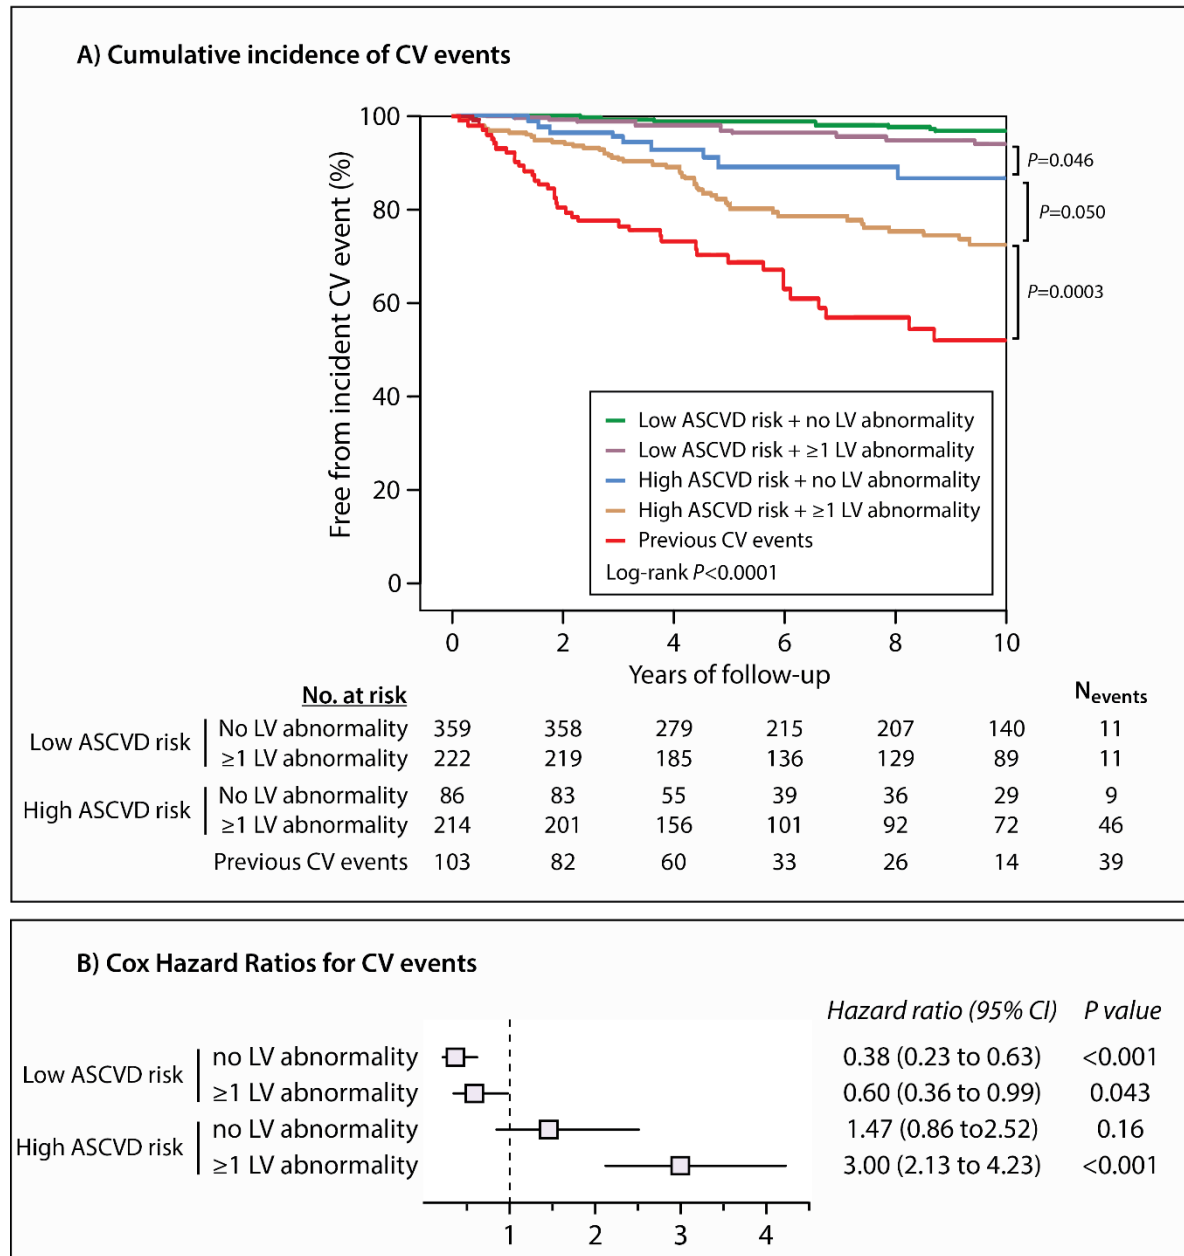 A) Cumulative incidence of CV events
Free from incident CV event (%)
100
80
60
40
20
0
P=0.046
P=0.050
P=0.0003
Low ASCVD risk + no LV abnormality
Low ASCVD risk + ≥1 LV abnormality
High ASCVD risk + no LV abnormality
High ASCVD risk + ≥1 LV abnormality
Previous CV events
Log-rank P<0.0001
0 2 4 6 8 10
Years of follow-up
No. at risk Nevents
Low ASCVD risk
No LV abnormality 359 358 279 215 207 140 11
≥1 LV abnormality 222 219 185 136 129 89 11
High ASCVD risk
No LV abnormality 86 83 55 39 36 29 9
≥1 LV abnormality 214 201 156 101 92 72 46
Previous CV events 103 82 60 33 26 14 39
B) Cox Hazard Ratios for CV events
Hazard ratio (95% CI) P value
Low ASCVD risk
no LV abnormality 0.38 (0.23 to 0.63) <0.001
≥1 LV abnormality 0.60 (0.36 to 0.99) 0.043
High ASCVD risk
no LV abnormality 1.47 (0.86 to2.52) 0.16
≥1 LV abnormality 3.00 (2.13 to 4.23) <0.001
1 2 3 4